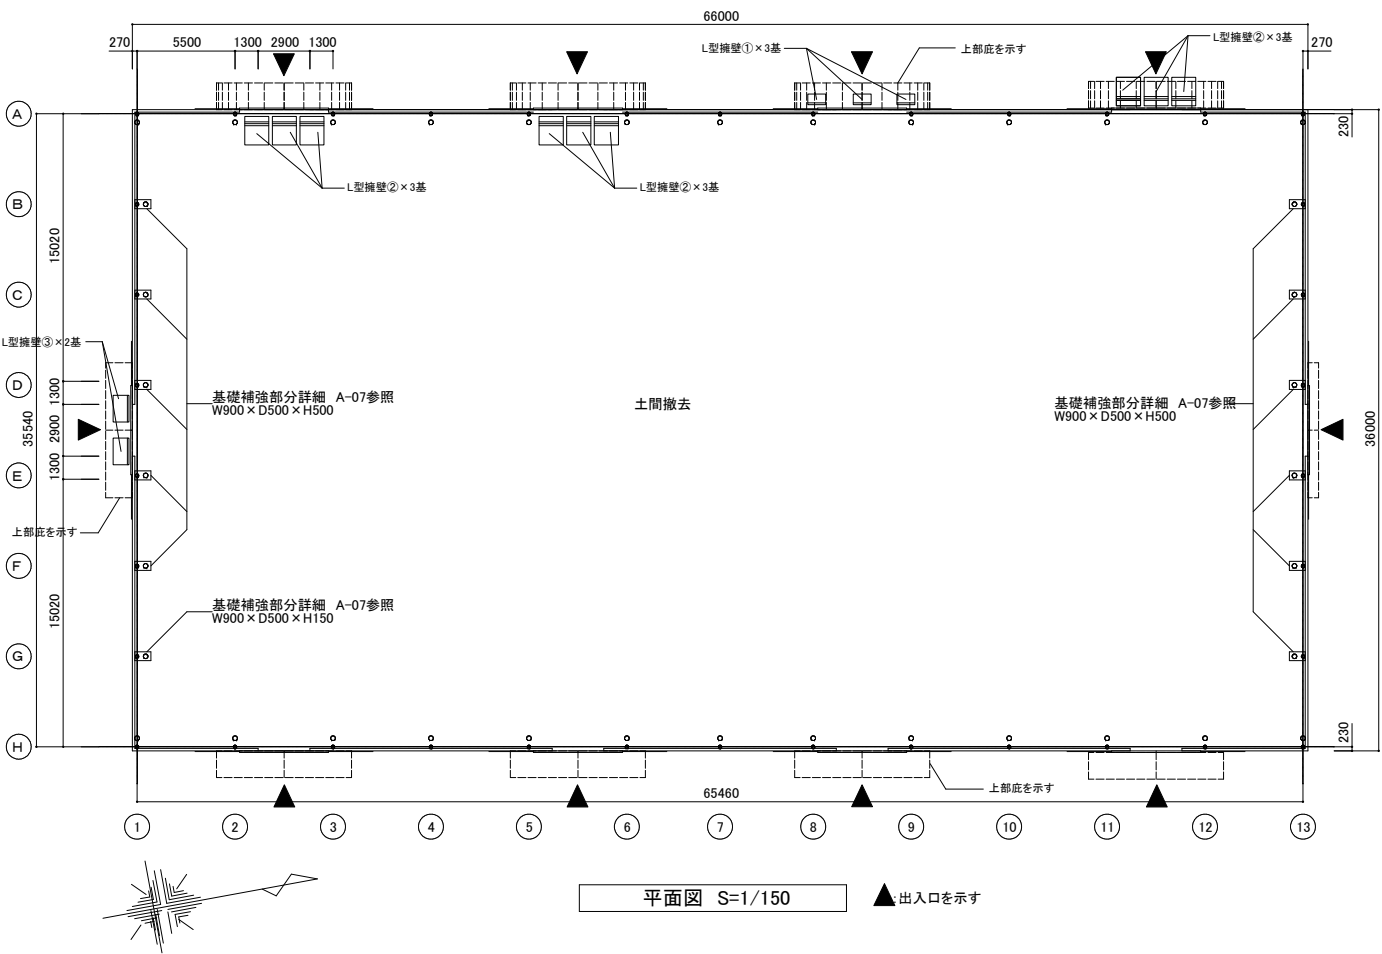 66000
270
5500
1300
2900
1300
270
L型擁壁①×3基
上部庇を示す
L型擁壁②×3基
A
230
L型擁壁②×3基
L型擁壁②×3基
B
15020
C
L型擁壁③×2基
D
1300
基礎補強部分詳細 A-07参照
W900×D500×H500
土間撤去
基礎補強部分詳細 A-07参照
W900×D500×H500
35540
2900
36000
E
1300
上部庇を示す
F
15020
基礎補強部分詳細 A-07参照
W900×D500×H150
G
H
230
65460
上部庇を示す
1
2
3
4
5
6
7
8
9
10
11
12
13
平面図 S=1/150
▲:出入口を示す